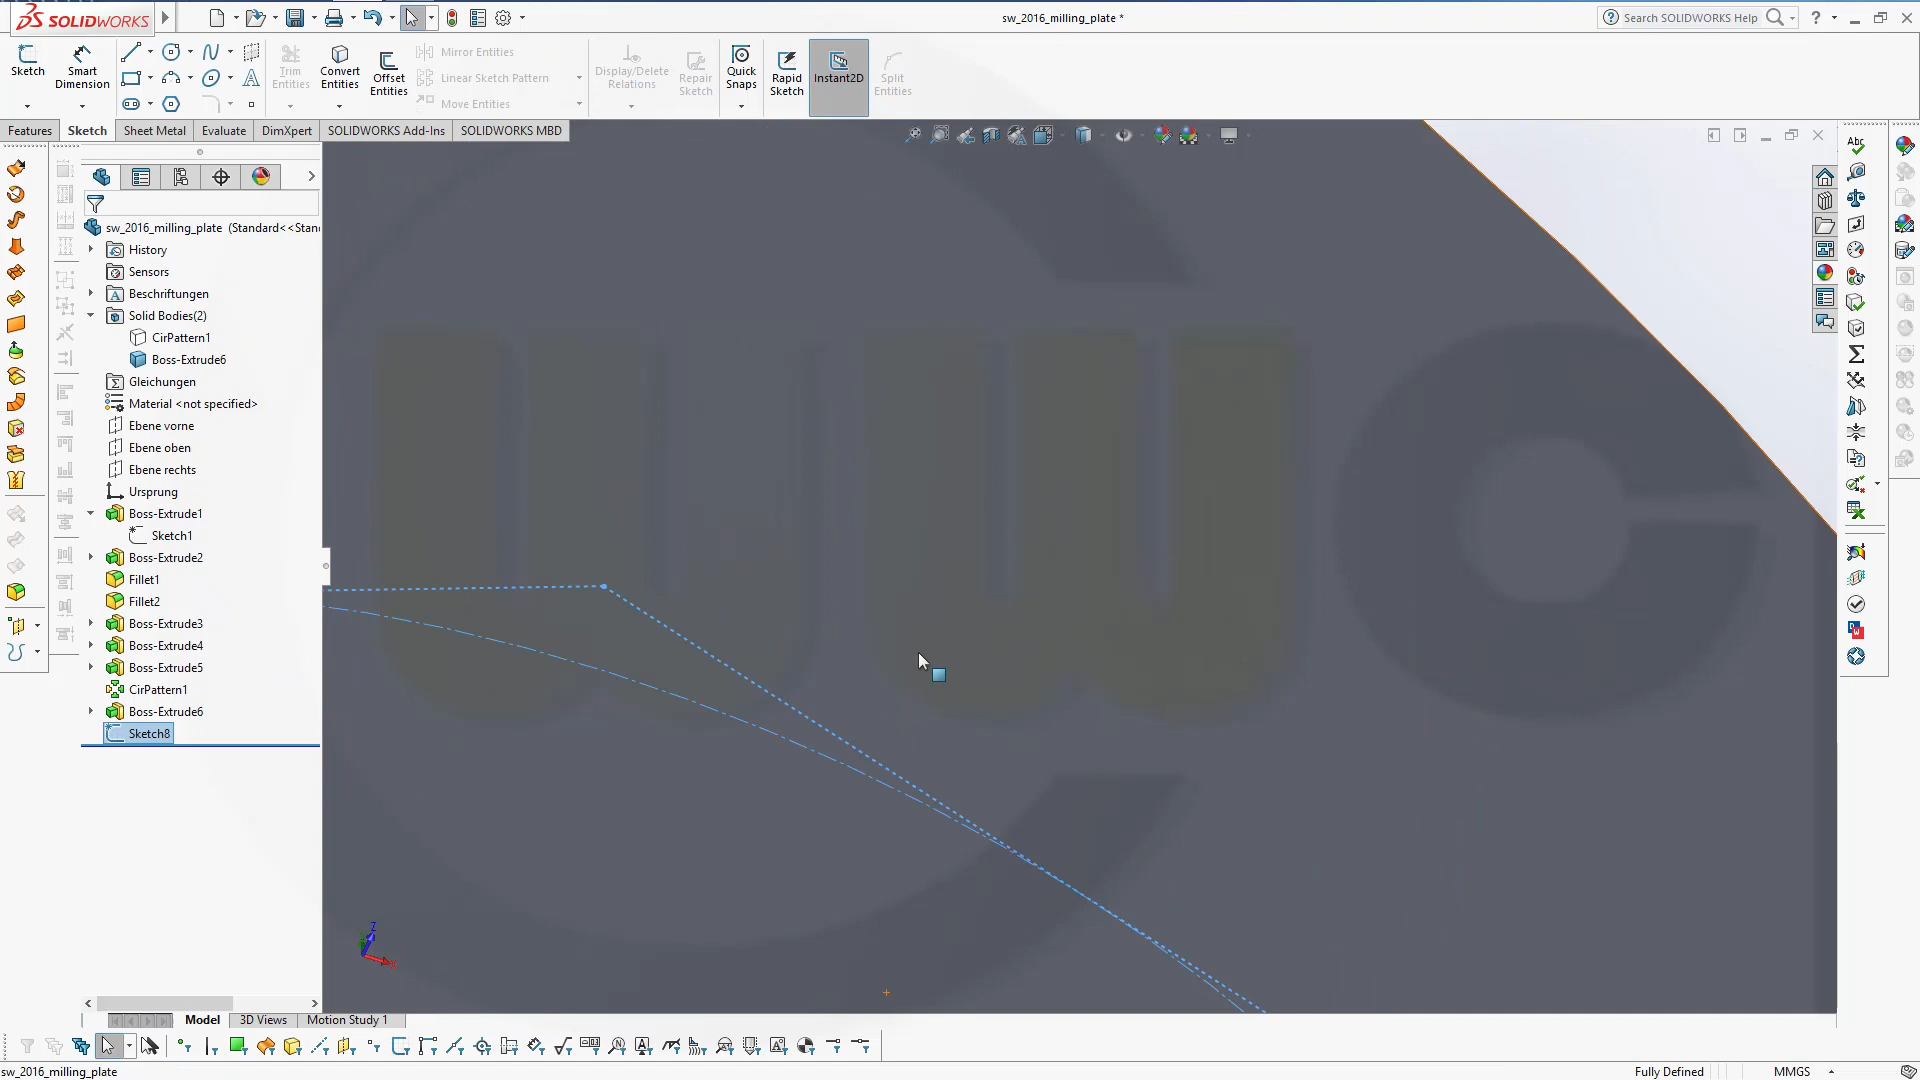 SOLIDWORKS
sw_2016_milling_plate *
Search SOLIDWORKS Help
Sketch
Smart Dimension
Trim Entities
Convert Entities
Offset Entities
Mirror Entities
Linear Sketch Pattern
Move Entities
Display/Delete Relations
Repair Sketch
Quick Snaps
Rapid Sketch
Instant2D
Split Entities
Features
Sketch
Sheet Metal
Evaluate
DimXpert
SOLIDWORKS Add-Ins
SOLIDWORKS MBD
sw_2016_milling_plate (Standard<<Stan
History
Sensors
Beschriftungen
Solid Bodies(2)
CirPattern1
Boss-Extrude6
Gleichungen
Material <not specified>
Ebene vorne
Ebene oben
Ebene rechts
Ursprung
Boss-Extrude1
Sketch1
Boss-Extrude2
Fillet1
Fillet2
Boss-Extrude3
Boss-Extrude4
Boss-Extrude5
CirPattern1
Boss-Extrude6
Sketch8
Model
3D Views
Motion Study 1
sw_2016_milling_plate
Fully Defined
MMGS